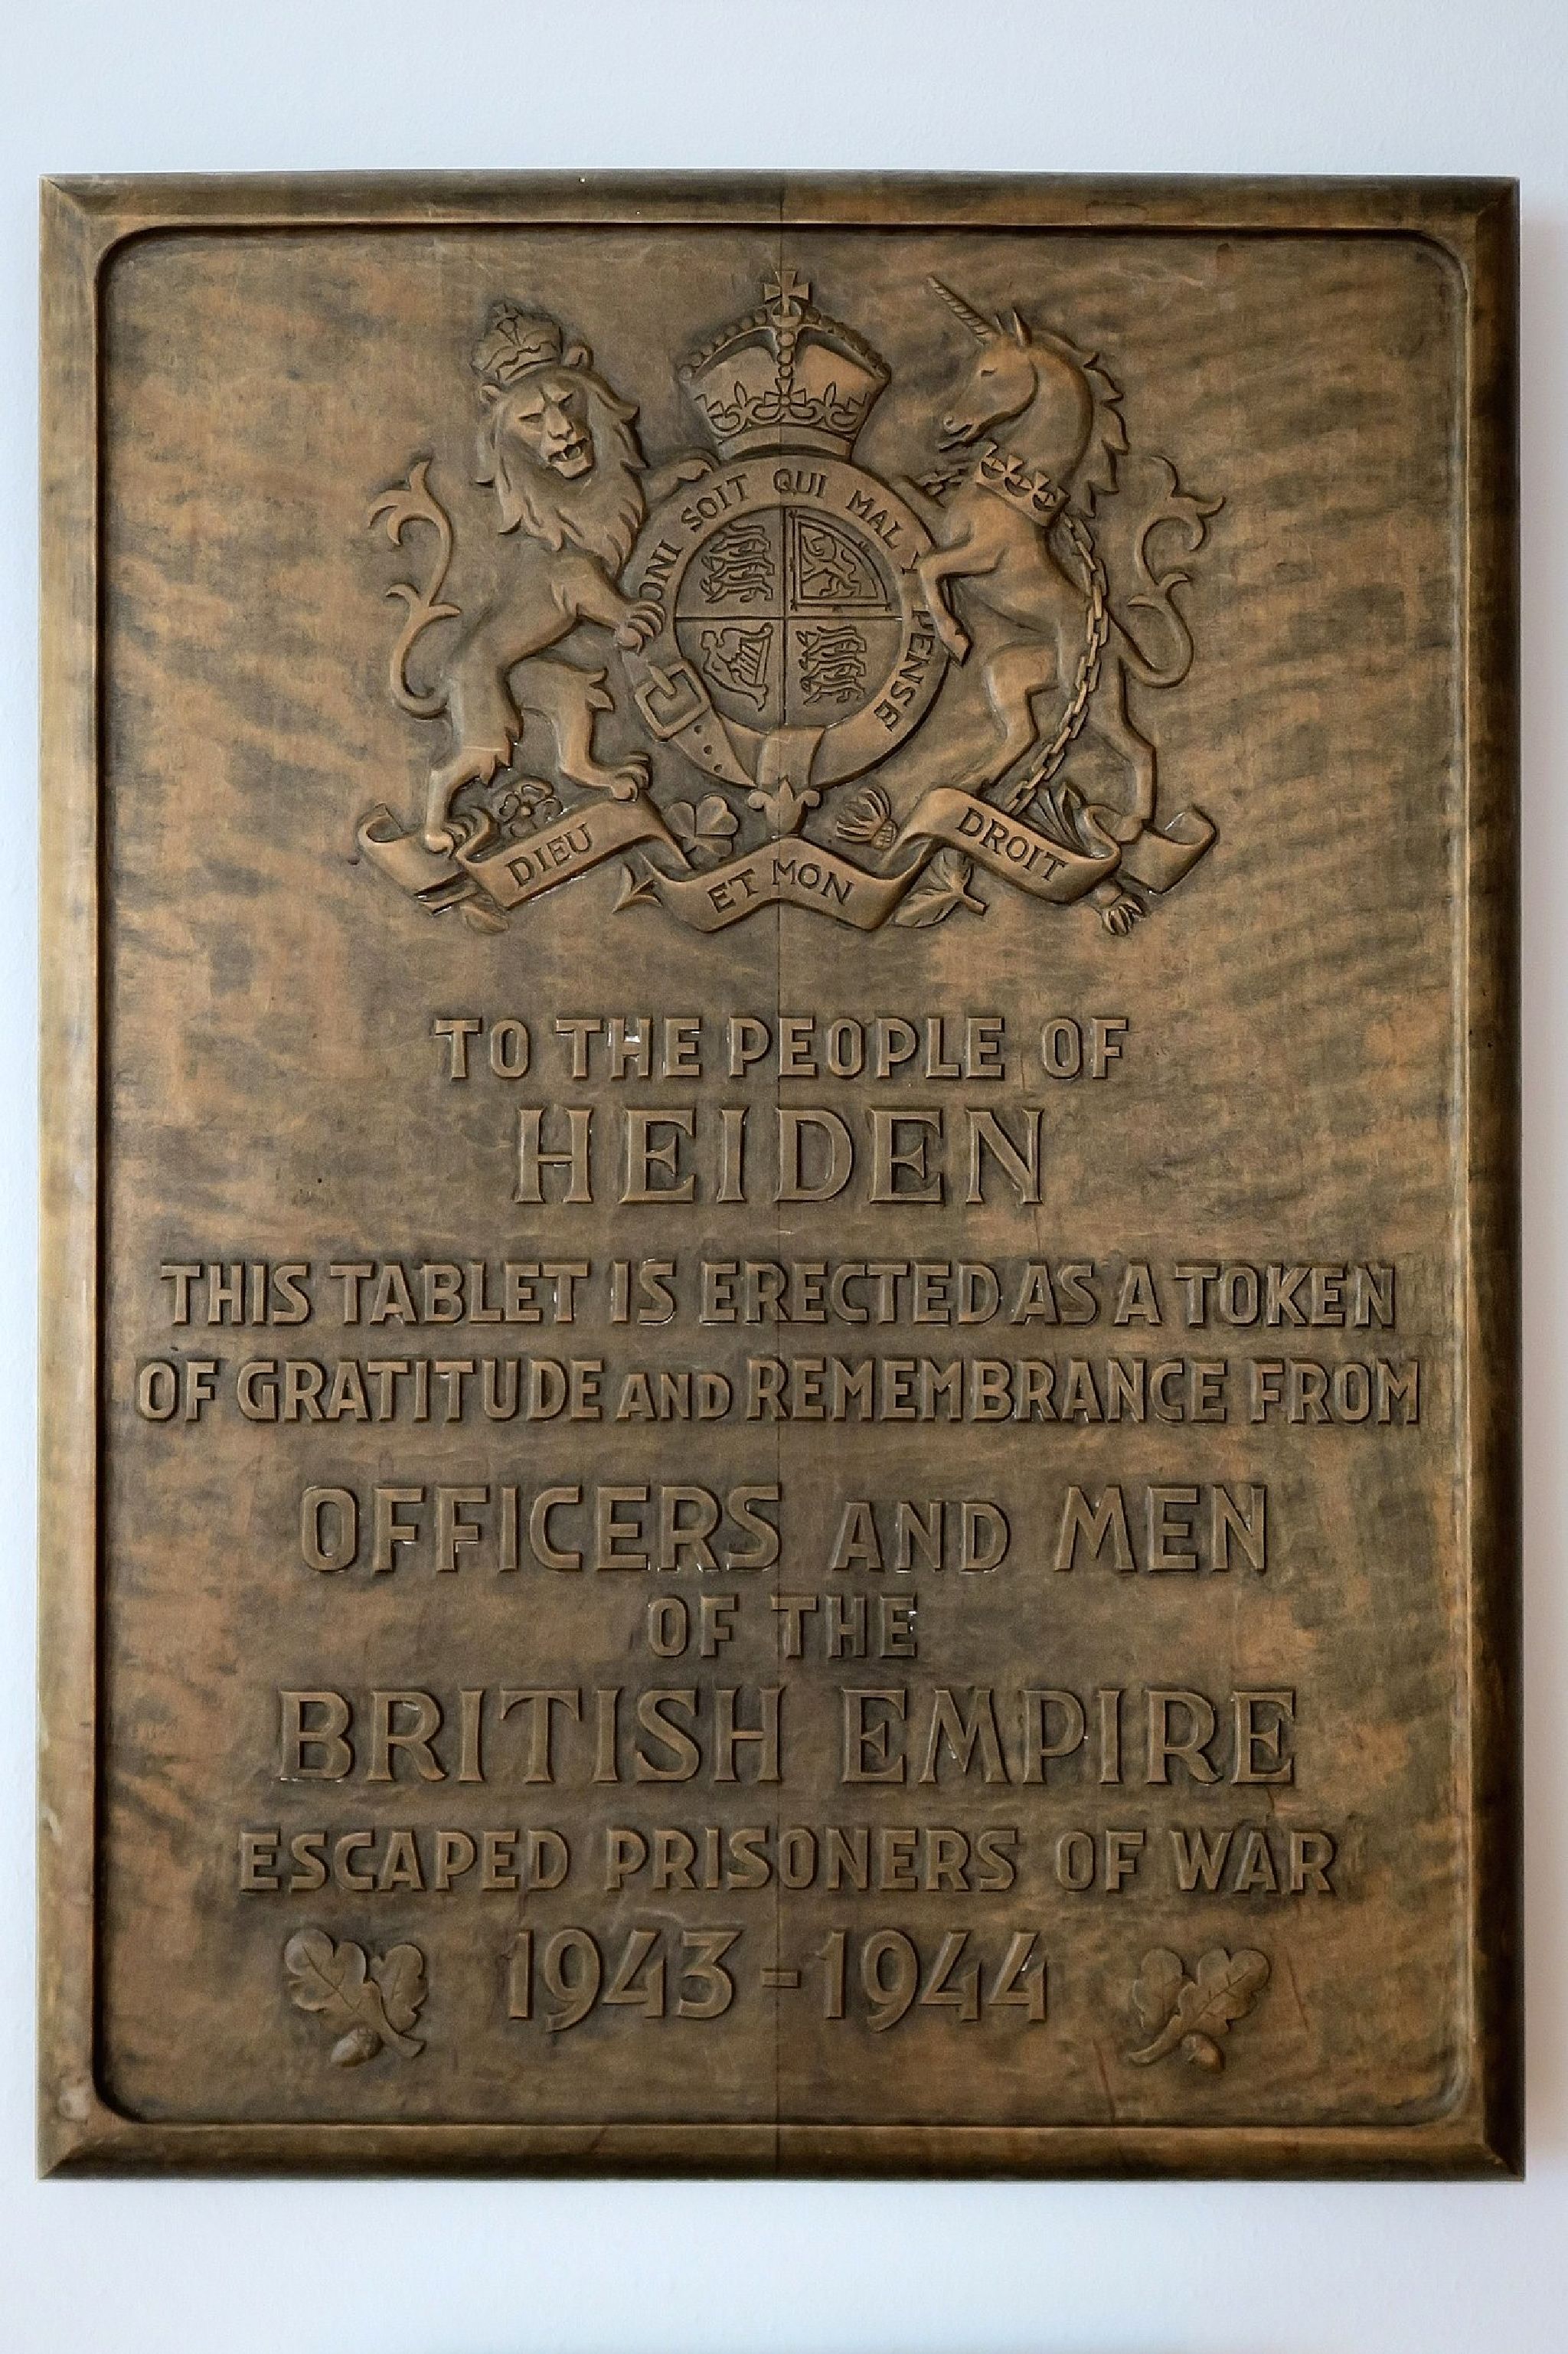 ONI SOIT QUI MAL Y PENSE
DIEU ET MON DROIT
TO THE PEOPLE OF
HEIDEN
THIS TABLET IS ERECTED AS A TOKEN
OF GRATITUDE AND REMEMBRANCE FROM
OFFICERS AND MEN
OF THE
BRITISH EMPIRE
ESCAPED PRISONERS OF WAR
1943-1944